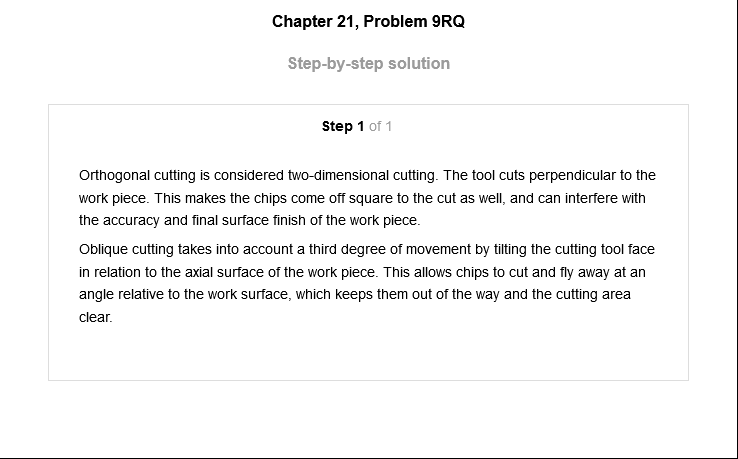 Chapter 21, Problem 9RQ
Step-by-step solution
Step 1 of 1
Orthogonal cutting is considered two-dimensional cutting. The tool cuts perpendicular to the
work piece. This makes the chips come off square to the cut as well, and can interfere with
the accuracy and final surface finish of the work piece.
Oblique cutting takes into account a third degree of movement by tilting the cutting tool face
in relation to the axial surface of the work piece. This allows chips to cut and fly away at an
angle relative to the work surface, which keeps them out of the way and the cutting area
clear.